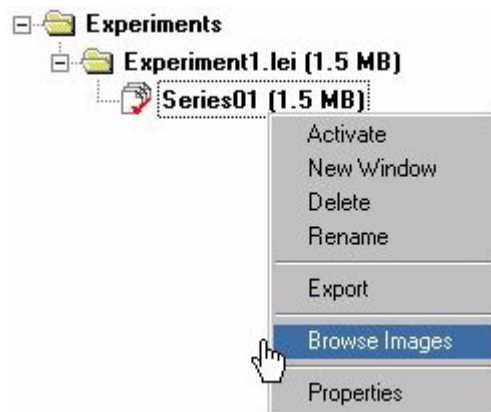 Experiments
Experiment1.lei (1.5 MB)
Series01 (1.5 MB)
Activate
New Window
Delete
Rename
Export
Browse Images
Properties